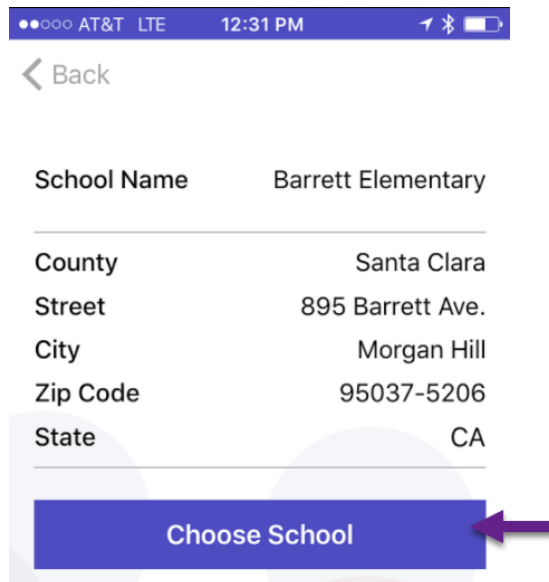 AT&T LTE 12:31 PM
Back
School Name Barrett Elementary
County Santa Clara
Street 895 Barrett Ave.
City Morgan Hill
Zip Code 95037-5206
State CA
Choose School